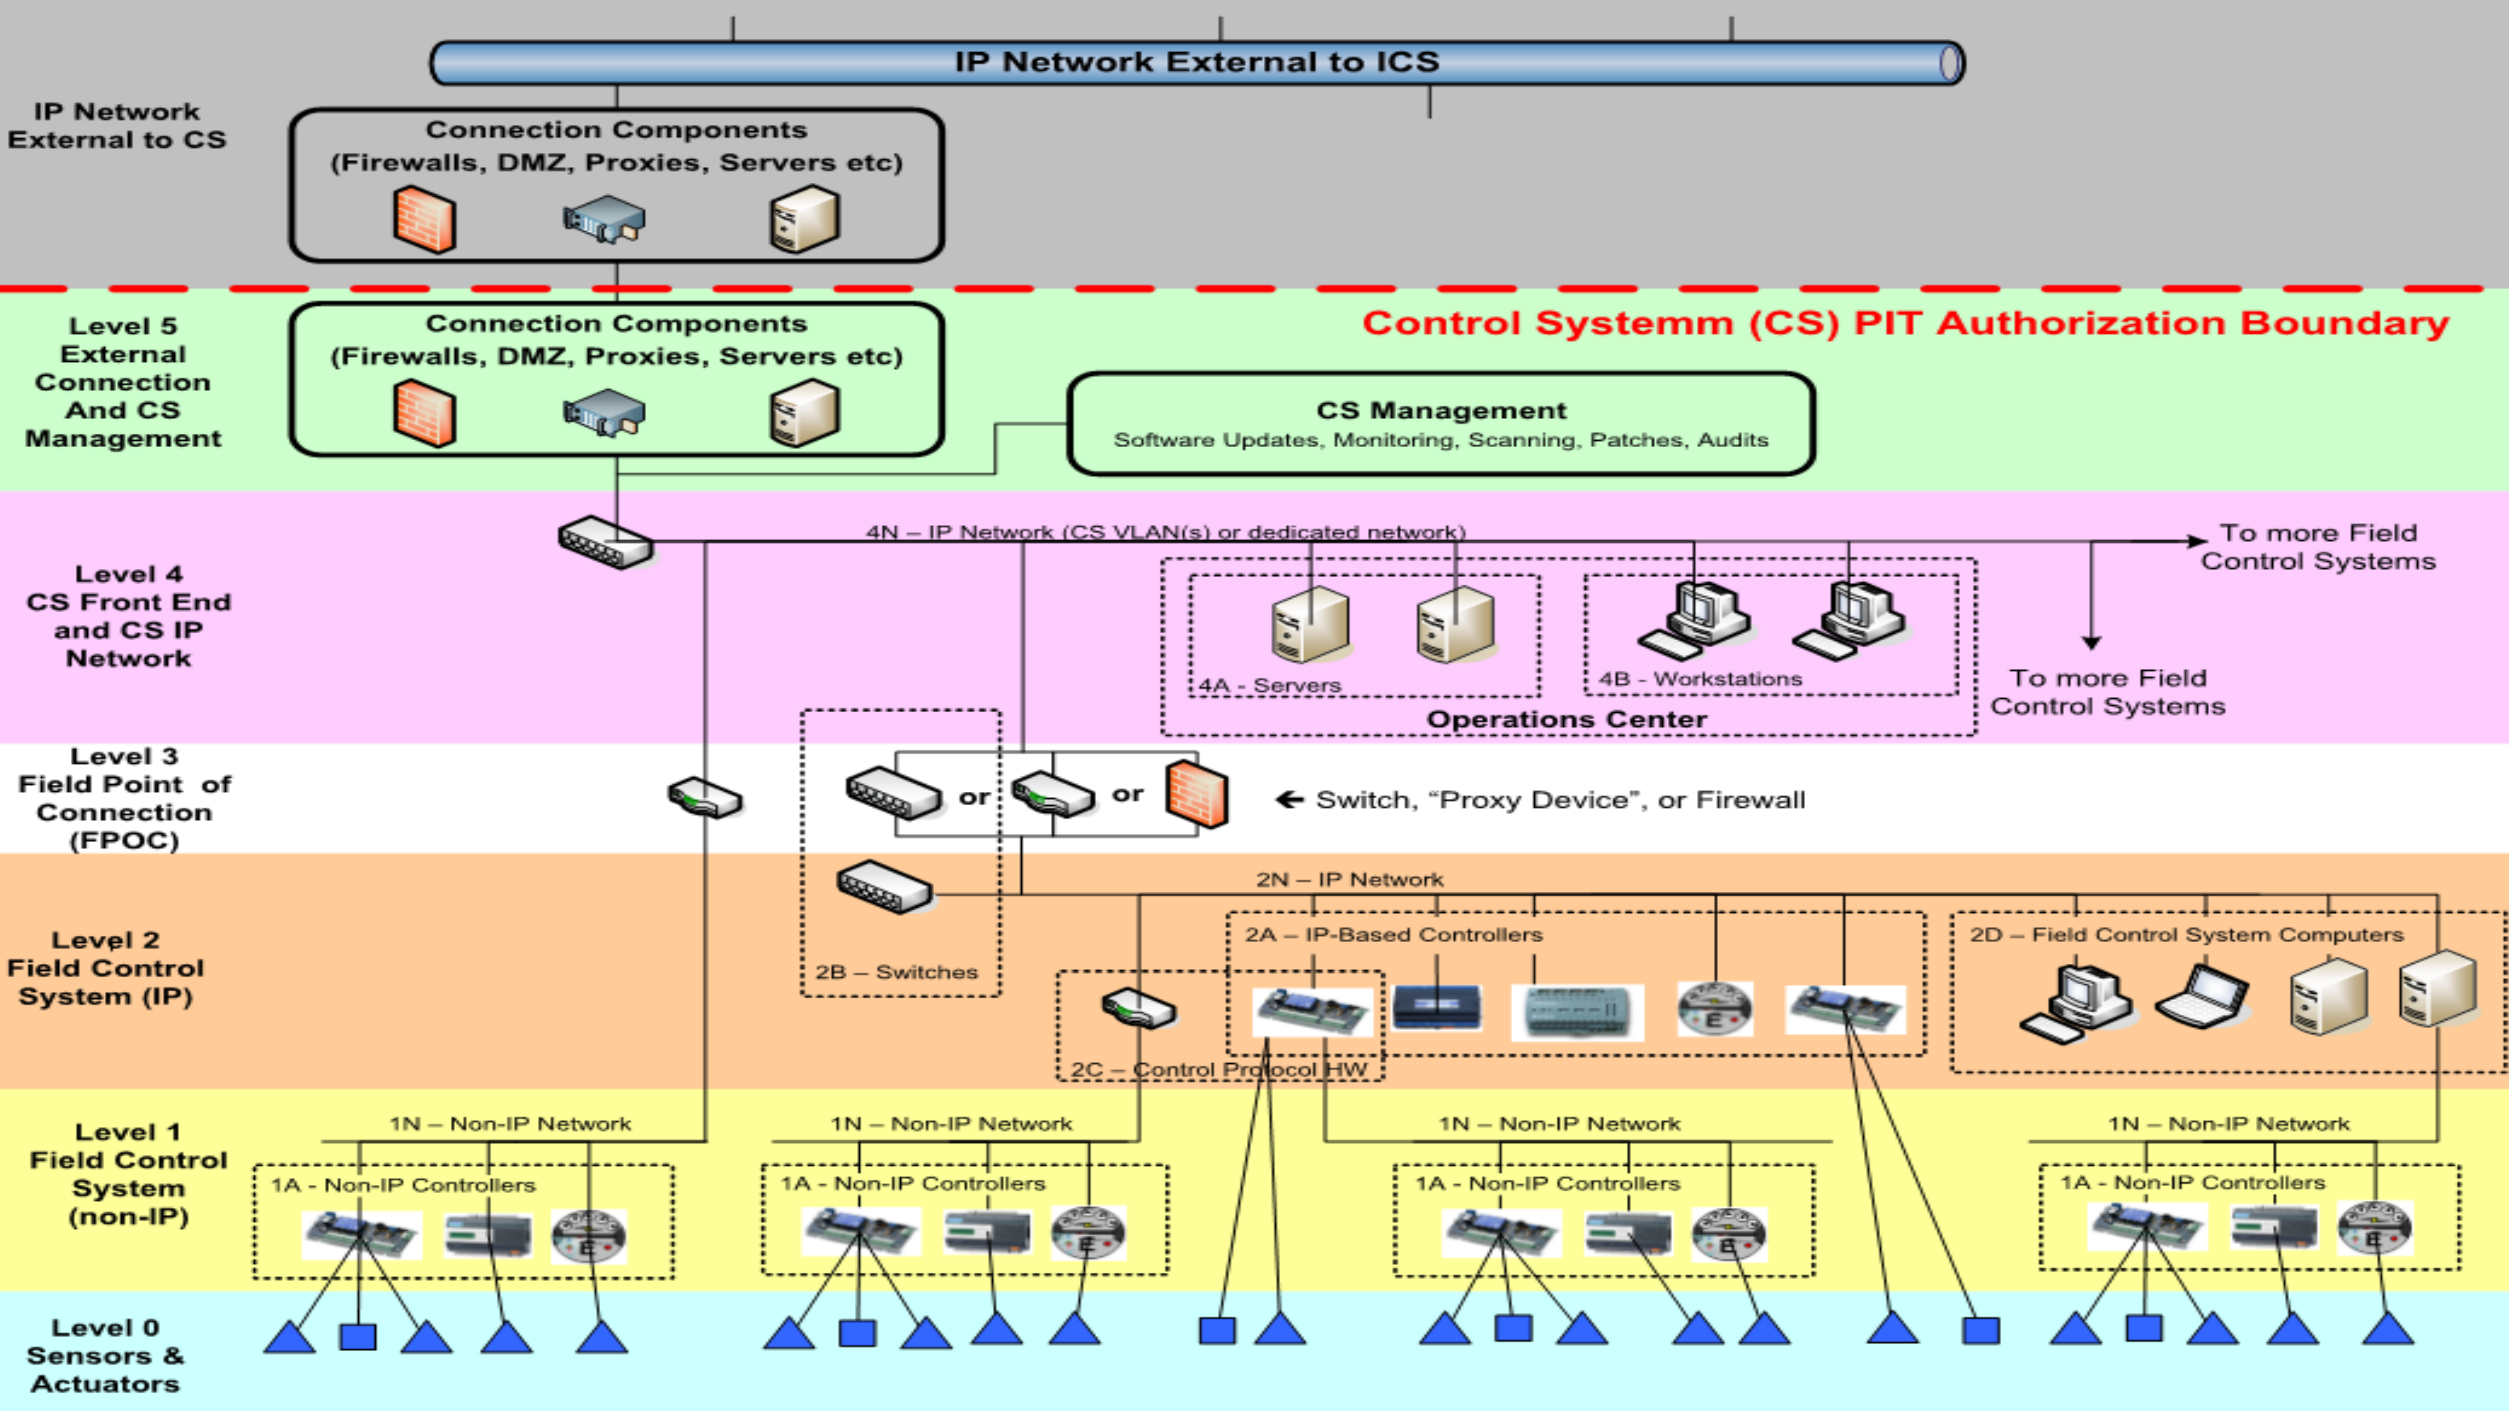 IP Network External to ICS
IP Network
External to CS
Connection Components
(Firewalls, DMZ, Proxies, Servers etc)
Control Systemm (CS) PIT Authorization Boundary
Level 5
External
Connection
And CS
Management
Connection Components
(Firewalls, DMZ, Proxies, Servers etc)
CS Management
Software Updates, Monitoring, Scanning, Patches, Audits
Level 4
CS Front End
and CS IP
Network
4N – IP Network (CS VLAN(s) or dedicated network)
To more Field
Control Systems
4A - Servers
4B - Workstations
Operations Center
To more Field
Control Systems
Level 3
Field Point of
Connection
(FPOC)
or
or
← Switch, “Proxy Device”, or Firewall
Level 2
Field Control
System (IP)
2N – IP Network
2B – Switches
2A – IP-Based Controllers
2D – Field Control System Computers
2C – Control Protocol HW
E
Level 1
Field Control
System
(non-IP)
1N – Non-IP Network
1N – Non-IP Network
1N – Non-IP Network
1N – Non-IP Network
1A - Non-IP Controllers
1A - Non-IP Controllers
1A - Non-IP Controllers
1A - Non-IP Controllers
E
E
E
E
Level 0
Sensors &
Actuators